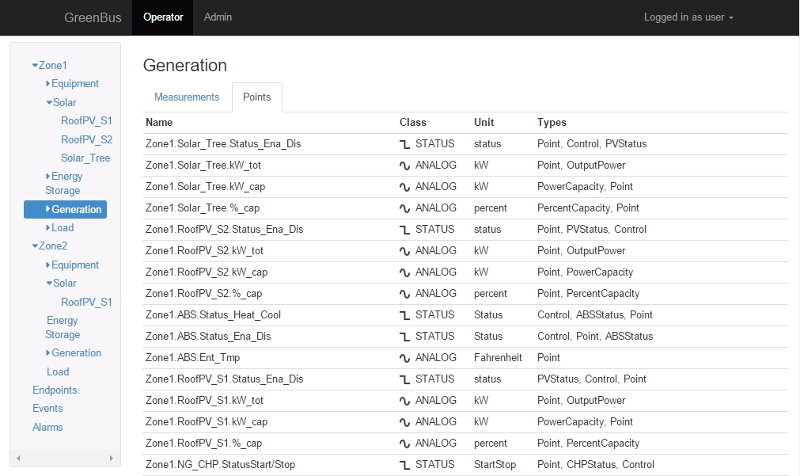 GreenBus Operator Admin Logged in as user
Zone1
Equipment
Solar
RoofPV_S1
RoofPV_S2
Solar_Tree
Energy
Storage
Generation
Load
Zone2
Equipment
Solar
RoofPV_S1
Energy
Storage
Generation
Load
Endpoints
Events
Alarms
Generation
Measurements Points
Name Class Unit Types
Zone1.Solar_Tree.Status_Ena_Dis STATUS status Point, Control, PVStatus
Zone1.Solar_Tree.kW_tot ANALOG kW Point, OutputPower
Zone1.Solar_Tree.kW_cap ANALOG kW PowerCapacity, Point
Zone1.Solar_Tree.%_cap ANALOG percent PercentCapacity, Point
Zone1.RoofPV_S2.Status_Ena_Dis STATUS status Point, PVStatus, Control
Zone1.RoofPV_S2.kW_tot ANALOG kW Point, OutputPower
Zone1.RoofPV_S2.kW_cap ANALOG kW Point, PowerCapacity
Zone1.RoofPV_S2.%_cap ANALOG percent Point, PercentCapacity
Zone1.ABS.Status_Heat_Cool STATUS Status Control, ABSStatus, Point
Zone1.ABS.Status_Ena_Dis STATUS Status Control, Point, ABSStatus
Zone1.ABS.Ent_Tmp ANALOG Fahrenheit Point
Zone1.RoofPV_S1.Status_Ena_Dis STATUS status PVStatus, Control, Point
Zone1.RoofPV_S1.kW_tot ANALOG kW Point, OutputPower
Zone1.RoofPV_S1.kW_cap ANALOG kW PowerCapacity, Point
Zone1.RoofPV_S1.%_cap ANALOG percent Point, PercentCapacity
Zone1.NG_CHP.StatusStart/Stop STATUS StartStop Point, CHPStatus, Control